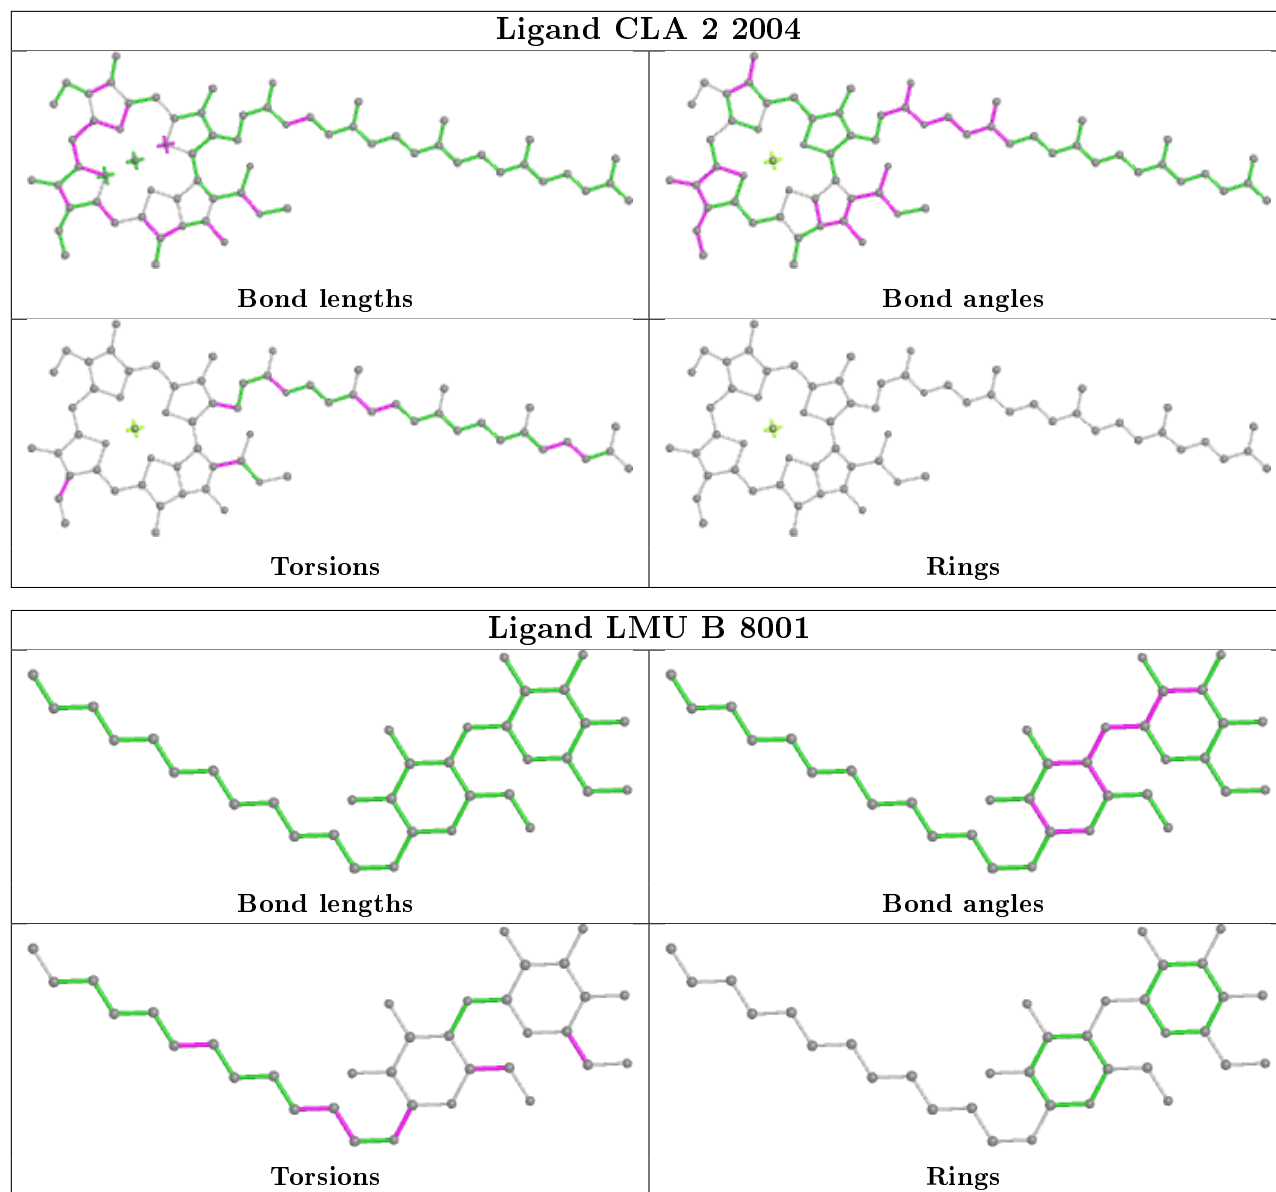 Ligand CLA 2 2004
Bond lengths
Bond angles
Torsions
Rings
Ligand LMU B 8001
Bond lengths
Bond angles
Torsions
Rings